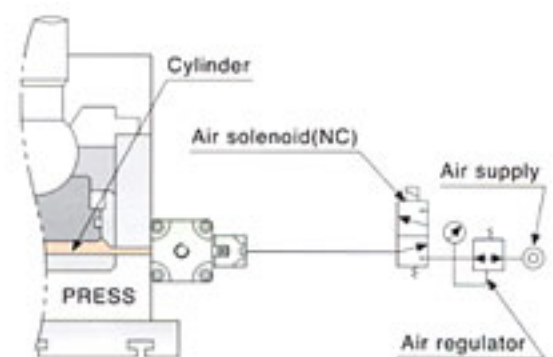 Cylinder
Air solenoid(NC)
Air supply
PRESS
Air regulator